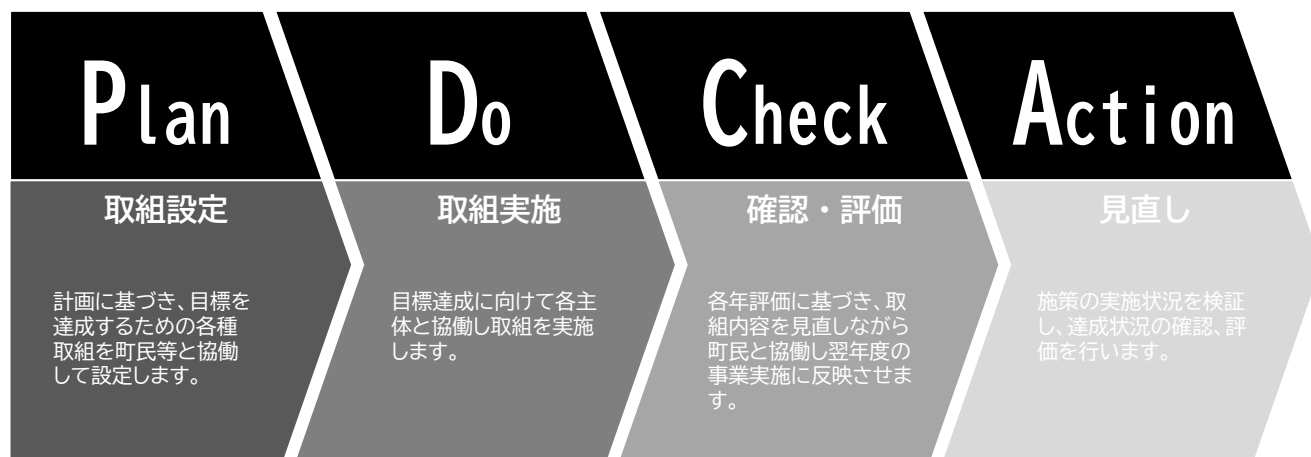 Plan
取組設定
計画に基づき、目標を
達成するための各種
取組を町民等と協働
して設定します。
Do
取組実施
目標達成に向けて各主
体と協働し取組を実施
します。
Check
確認・評価
各年評価に基づき、取
組内容を見直しながら
町民と協働し翌年度の
事業実施に反映させま
す。
Action
見直し
施策の実施状況を検証
し、達成状況の確認、評
価を行います。